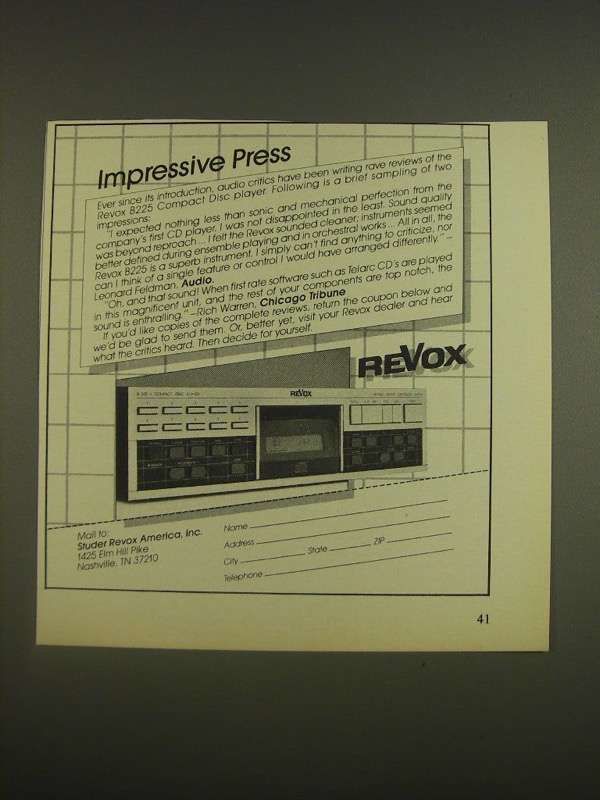 Impressive Press
Ever since its introduction, audio critics have been writing rave reviews of the
Revox B225 Compact Disc player. Following is a brief sampling of two
impressions:
"I expected nothing less than sonic and mechanical perfection from the
company's first CD player. I was not disappointed in the least. Sound quality
was beyond reproach... I felt the Revox sounded cleaner; instruments seemed
better defined during ensemble playing and in orchestral works... All in all, the
Revox B225 is a superb instrument. I simply can't find anything to criticize, nor
can I think of a single feature or control I would have arranged differently." –
Leonard Feldman, Audio.
"Oh, and that sound! When first rate software such as Telarc CD's are played
in this magnificent unit, and the rest of your components are top notch, the
sound is enthralling." –Rich Warren, Chicago Tribune
If you'd like copies of the complete reviews, return the coupon below and
we'd be glad to send them. Or, better yet, visit your Revox dealer and hear
what the critics heard. Then decide for yourself.
REVOX
REVOX
Mail to:
Studer Revox America, Inc.
1425 Elm Hill Pike
Nashville, TN 37210
Name
Address
City State ZIP
Telephone
41